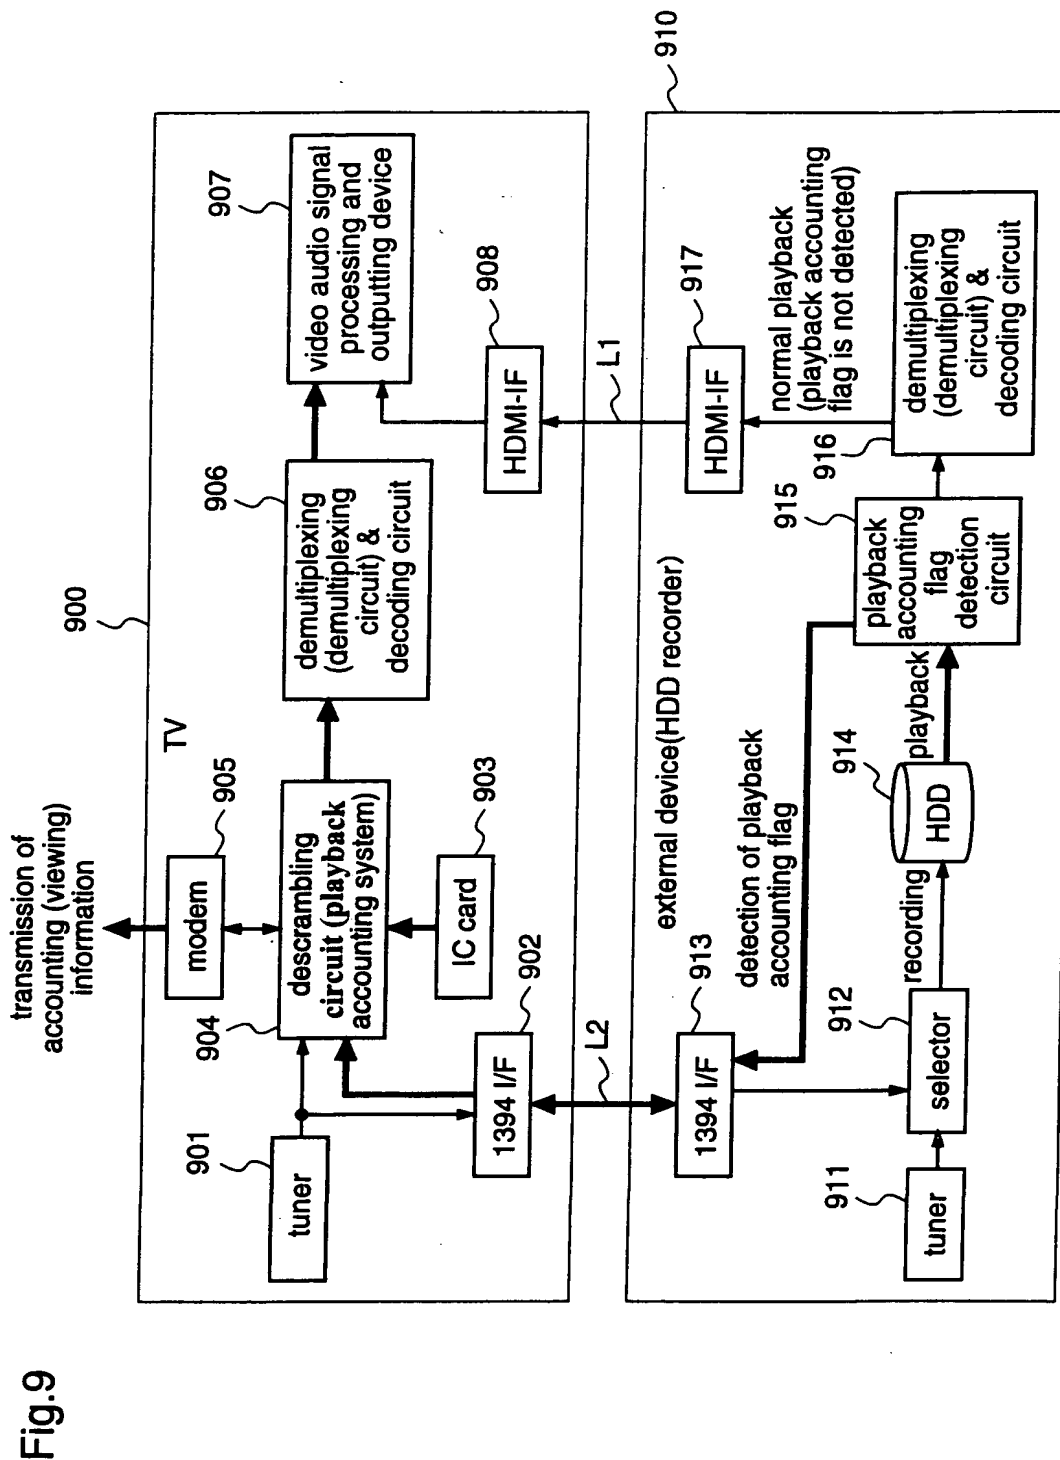 Fig.9
transmission of
accounting (viewing)
information
900
TV
901
tuner
902
1394 I/F
903
IC card
904
descrambling
circuit (playback
accounting system)
905
modem
906
demultiplexing
(demultiplexing
circuit) &
decoding circuit
907
video audio signal
processing and
outputting device
908
HDMI-IF
L1
L2
910
external device(HDD recorder)
911
tuner
912
selector
913
1394 I/F
detection of playback
accounting flag
recording
914
HDD
playback
915
playback
accounting
flag
detection
circuit
916
demultiplexing
(demultiplexing
circuit) &
decoding circuit
917
HDMI-IF
normal playback
(playback accounting
flag is not detected)